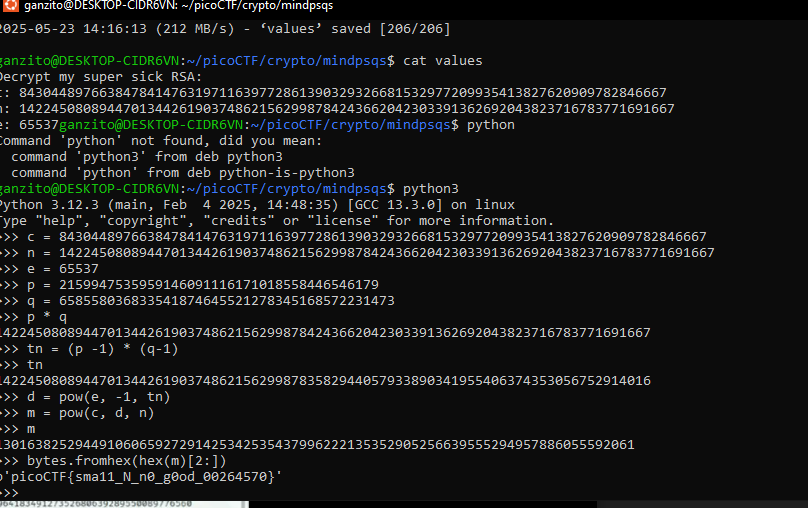 ganzito@DESKTOP-CIDR6VN: ~/picoCTF/crypto/mindpsqs
2025-05-23 14:16:13 (212 MB/s) - ‘values’ saved [206/206]
ganzito@DESKTOP-CIDR6VN:~/picoCTF/crypto/mindpsqs$ cat values
Decrypt my super sick RSA:
c: 843044897663847841476319711639772861390329326681532977209935413827620909782846667
n: 1422450808944701344261903748621562998784243662042303391362692043823716783771691667
e: 65537ganzito@DESKTOP-CIDR6VN:~/picoCTF/crypto/mindpsqs$ python
Command 'python' not found, did you mean:
command 'python3' from deb python3
command 'python' from deb python-is-python3
ganzito@DESKTOP-CIDR6VN:~/picoCTF/crypto/mindpsqs$ python3
Python 3.12.3 (main, Feb 4 2025, 14:48:35) [GCC 13.3.0] on linux
Type "help", "copyright", "credits" or "license" for more information.
>>> c = 843044897663847841476319711639772861390329326681532977209935413827620909782846667
>>> n = 1422450808944701344261903748621562998784243662042303391362692043823716783771691667
>>> e = 65537
>>> p = 2159947535959146091116171018558446546179
>>> q = 658558036833541874645521278345168572231473
>>> p * q
1422450808944701344261903748621562998784243662042303391362692043823716783771691667
>>> tn = (p -1) * (q-1)
>>> tn
1422450808944701344261903748621562998783582944057933890341955406374353056752914016
>>> d = pow(e, -1, tn)
>>> m = pow(c, d, n)
>>> m
13016382529449106065927291425342535437996222135352905256639555294957886055592061
>>> bytes.fromhex(hex(m)[2:])
b'picoCTF{sma11_N_n0_g0od_00264570}'
>>>